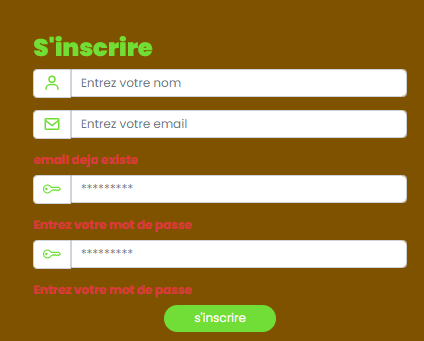 S'inscrire
Entrez votre nom
Entrez votre email
email deja existe
*********
Entrez votre mot de passe
*********
Entrez votre mot de passe
s'inscrire